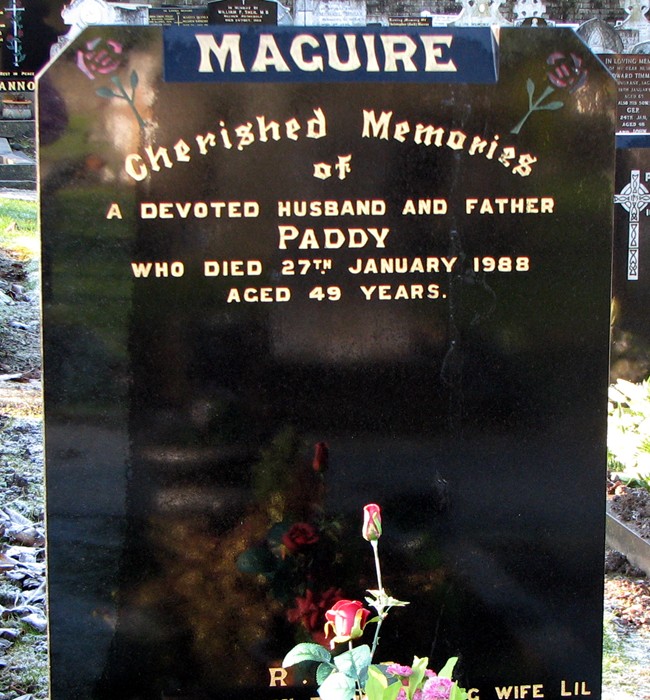 MAGUIRE
Cherished Memories
of
A DEVOTED HUSBAND AND FATHER
PADDY
WHO DIED 27TH JANUARY 1988
AGED 49 YEARS.
R.
WIFE LIL